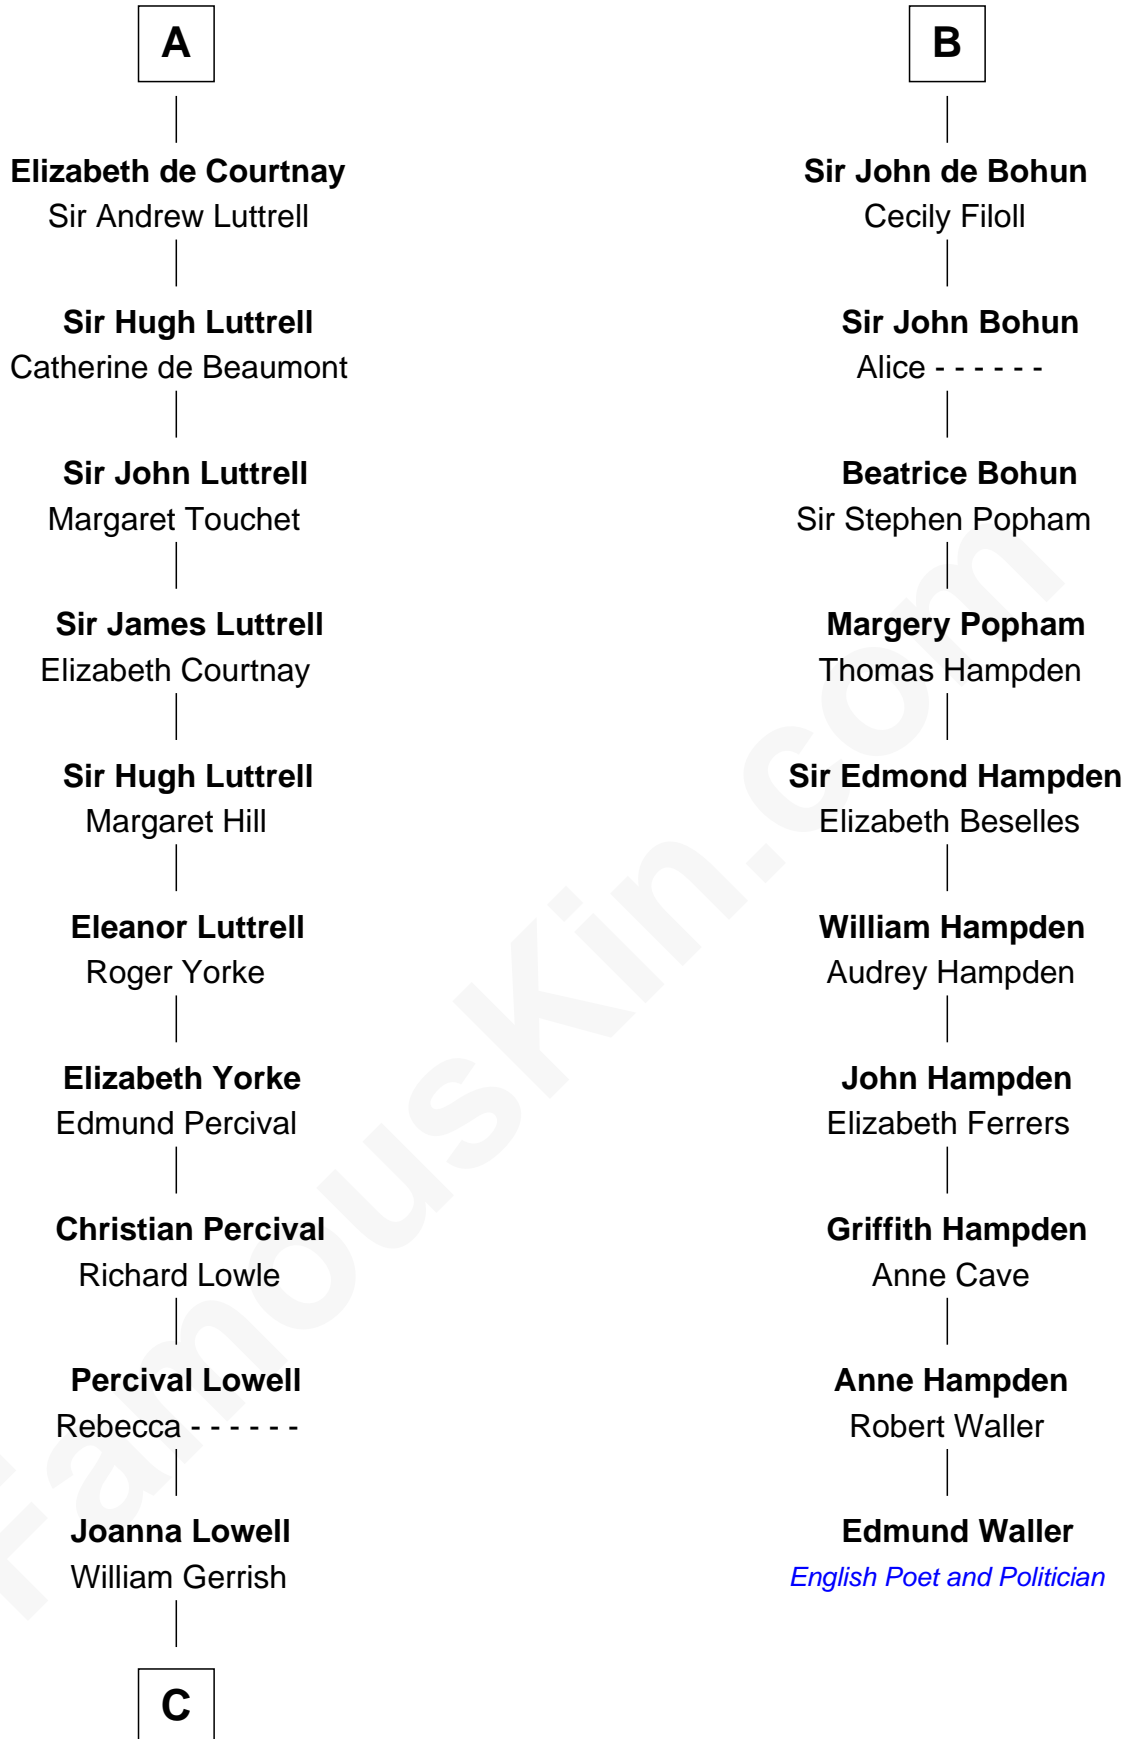 A
Elizabeth de Courtnay
Sir Andrew Luttrell
Sir Hugh Luttrell
Catherine de Beaumont
Sir John Luttrell
Margaret Touchet
Sir James Luttrell
Elizabeth Courtnay
Sir Hugh Luttrell
Margaret Hill
Eleanor Luttrell
Roger Yorke
Elizabeth Yorke
Edmund Percival
Christian Percival
Richard Lowle
Percival Lowell
Rebecca - - - - - -
Joanna Lowell
William Gerrish
C
B
Sir John de Bohun
Cecily Filoll
Sir John Bohun
Alice - - - - - -
Beatrice Bohun
Sir Stephen Popham
Margery Popham
Thomas Hampden
Sir Edmond Hampden
Elizabeth Beselles
William Hampden
Audrey Hampden
John Hampden
Elizabeth Ferrers
Griffith Hampden
Anne Cave
Anne Hampden
Robert Waller
Edmund Waller
English Poet and Politician
FamousKin.com